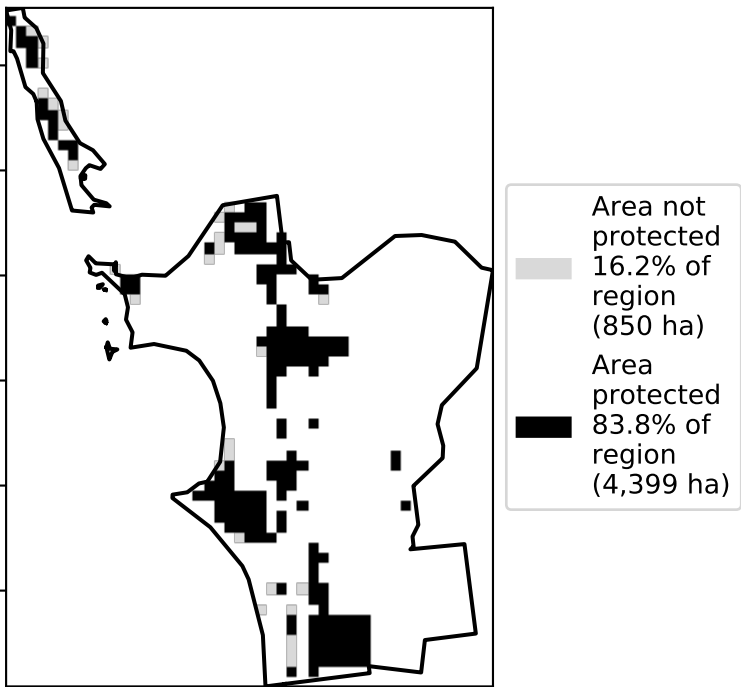 Area not
protected
16.2% of
region
(850 ha)
Area
protected
83.8% of
region
(4,399 ha)